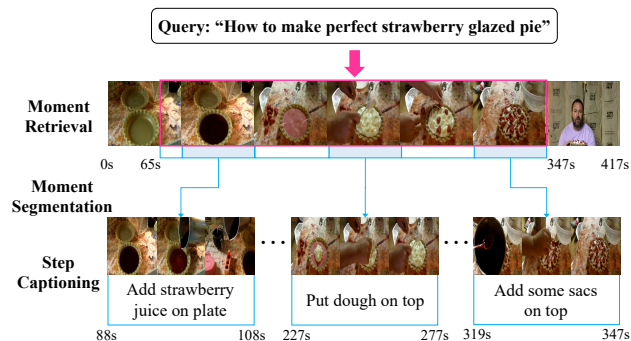 Query: “How to make perfect strawberry glazed pie”
Moment
Retrieval
0s
65s
347s
417s
Moment
Segmentation
Step
Captioning
Add strawberry
juice on plate
Put dough on top
Add some sacs
on top
88s
108s
227s
277s
319s
347s